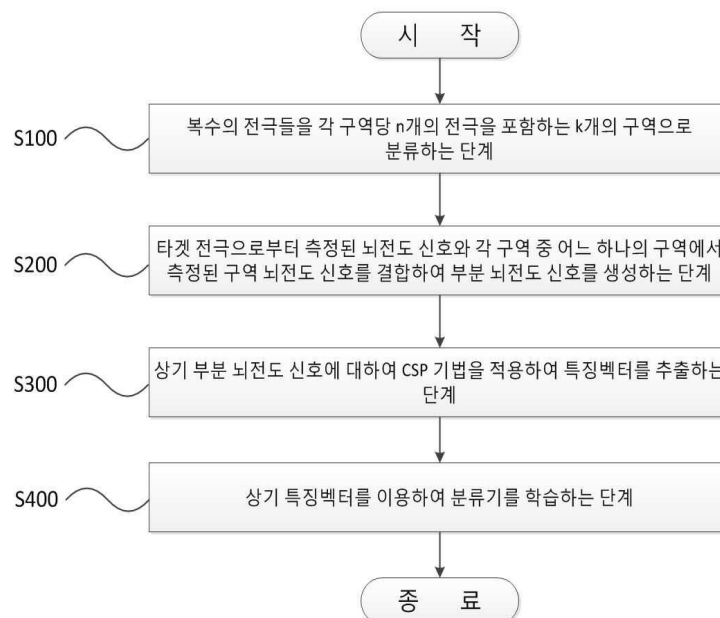 시 작
S100
복수의 전극들을 각 구역당 n개의 전극을 포함하는 k개의 구역으로
분류하는 단계
S200
타겟 전극으로부터 측정된 뇌전도 신호와 각 구역 중 어느 하나의 구역에서
측정된 구역 뇌전도 신호를 결합하여 부분 뇌전도 신호를 생성하는 단계
S300
상기 부분 뇌전도 신호에 대하여 CSP 기법을 적용하여 특징벡터를 추출하는
단계
S400
상기 특징벡터를 이용하여 분류기를 학습하는 단계
종 료